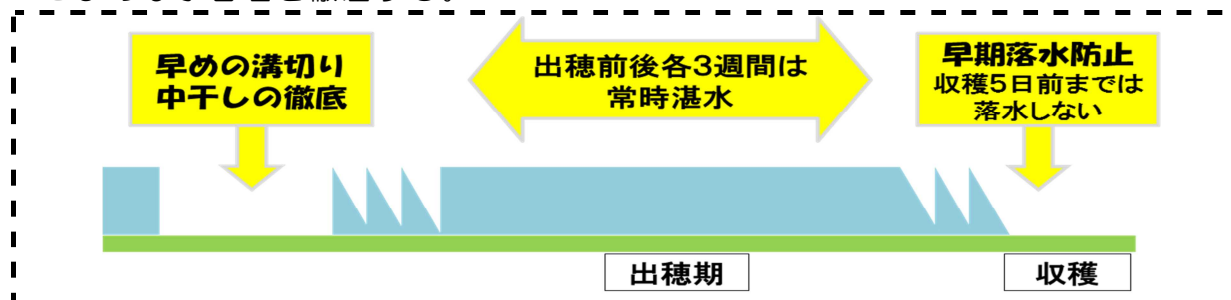 早めの溝切り
中干しの徹底
出穂前後各3週間は
常時湛水
早期落水防止
収穫5日前までは
落水しない
出穂期
収穫